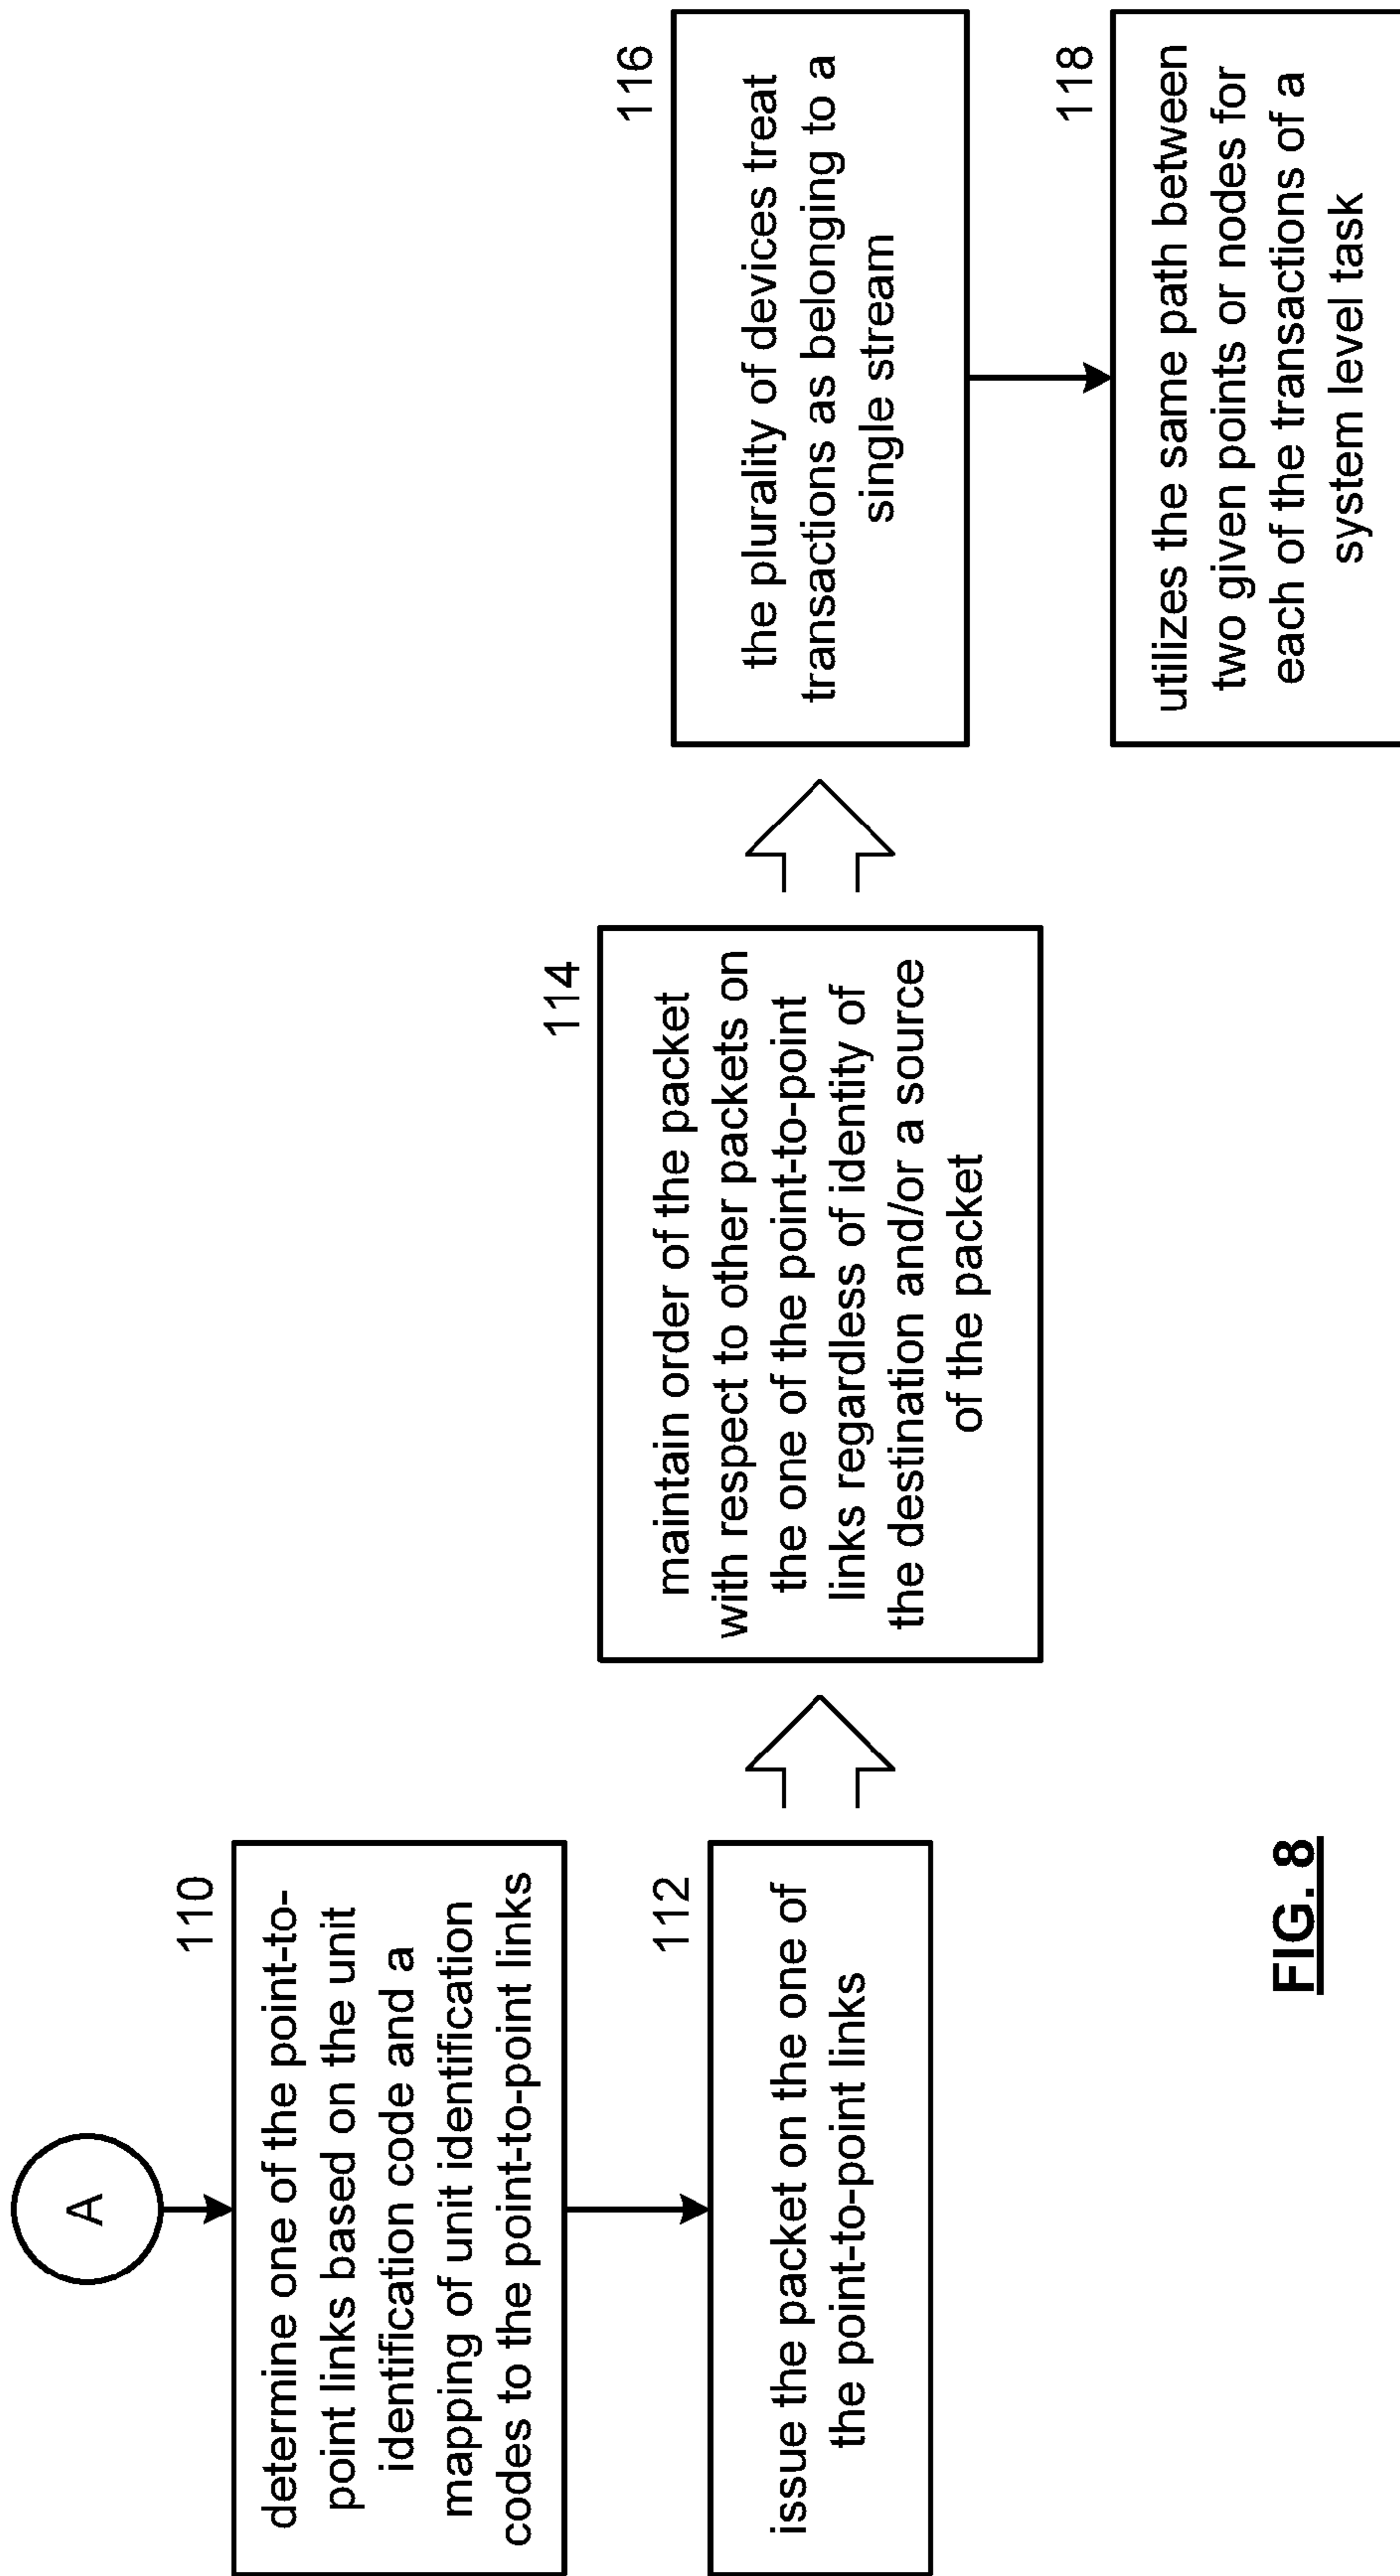 A
110
determine one of the point-to-
point links based on the unit
identification code and a
mapping of unit identification
codes to the point-to-point links
112
issue the packet on the one of
the point-to-point links
114
maintain order of the packet
with respect to other packets on
the one of the point-to-point
links regardless of identity of
the destination and/or a source
of the packet
116
the plurality of devices treat
transactions as belonging to a
single stream
118
utilizes the same path between
two given points or nodes for
each of the transactions of a
system level task
FIG. 8